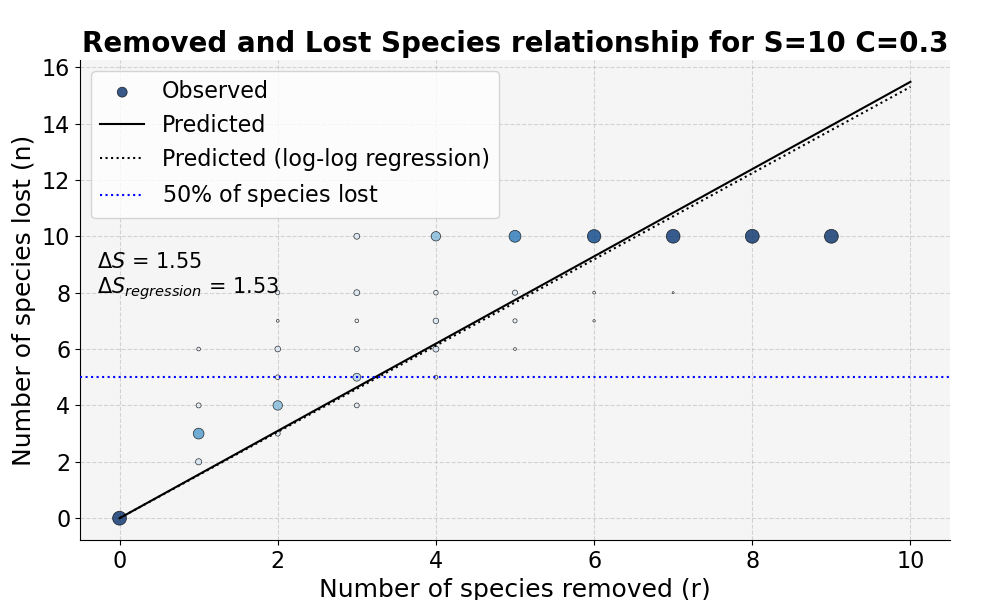 Removed and Lost Species relationship for S=10 C=0.3
Number of species lost (n)
16
14
12
10
8
6
4
2
0
Observed
Predicted
Predicted (log-log regression)
50% of species lost
ΔS = 1.55
ΔS_regression = 1.53
0 2 4 6 8 10
Number of species removed (r)